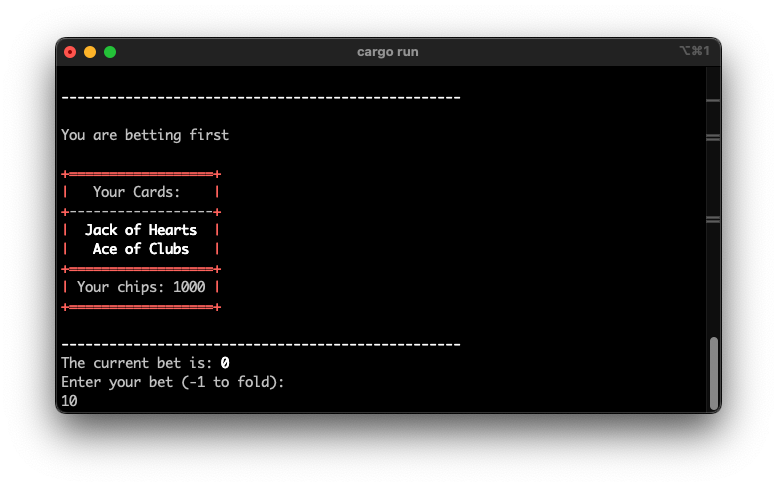 cargo run
⌥⌘1
--------------------------------------------------
You are betting first
+==================+
|   Your Cards:    |
+------------------+
|  Jack of Hearts  |
|   Ace of Clubs   |
+==================+
| Your chips: 1000 |
+==================+
--------------------------------------------------
The current bet is: 0
Enter your bet (-1 to fold):
10